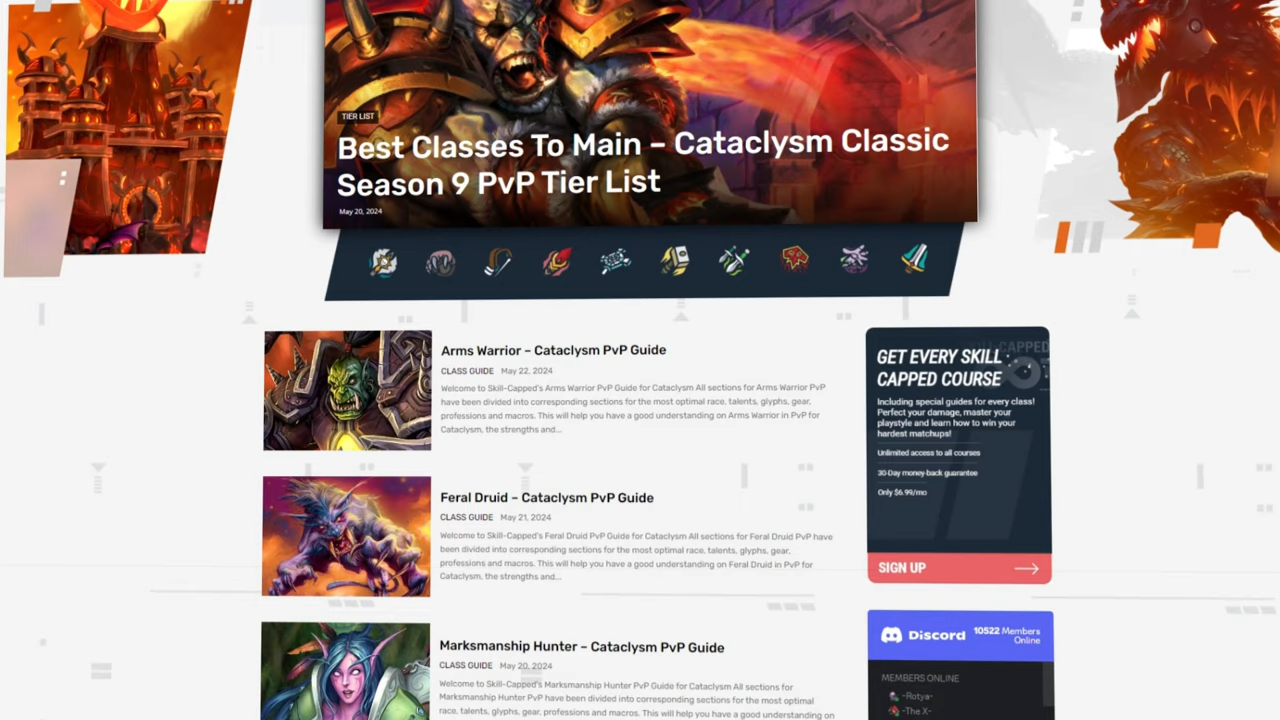 TIER LIST
Best Classes To Main – Cataclysm Classic
Season 9 PvP Tier List
May 20, 2024
Arms Warrior – Cataclysm PvP Guide
CLASS GUIDE May 22, 2024
Welcome to Skill-Capped's Arms Warrior PvP Guide for Cataclysm All sections for Arms Warrior PvP
have been divided into corresponding sections for the most optimal race, talents, glyphs, gear,
professions and macros. This will help you have a good understanding on Arms Warrior in PvP for
Cataclysm, the strengths and...
Feral Druid – Cataclysm PvP Guide
CLASS GUIDE May 21, 2024
Welcome to Skill-Capped's Feral Druid PvP Guide for Cataclysm All sections for Feral Druid PvP have
been divided into corresponding sections for the most optimal race, talents, glyphs, gear,
professions and macros. This will help you have a good understanding on Feral Druid in PvP for
Cataclysm, the strengths and...
Marksmanship Hunter – Cataclysm PvP Guide
CLASS GUIDE May 20, 2024
Welcome to Skill-Capped's Marksmanship Hunter PvP Guide for Cataclysm All sections for
Marksmanship Hunter PvP have been divided into corresponding sections for the most optimal
race, talents, glyphs, gear, professions and macros. This will help you have a good understanding on
GET EVERY SKILL
CAPPED COURSE
Including special guides for every class!
Perfect your damage, master your
playstyle and learn how to win your
hardest matchups!
Unlimited access to all courses
30-Day money-back guarantee
Only $6.99/mo
SIGN UP
Discord
10522 Members
Online
MEMBERS ONLINE
-Rotya-
-The X-